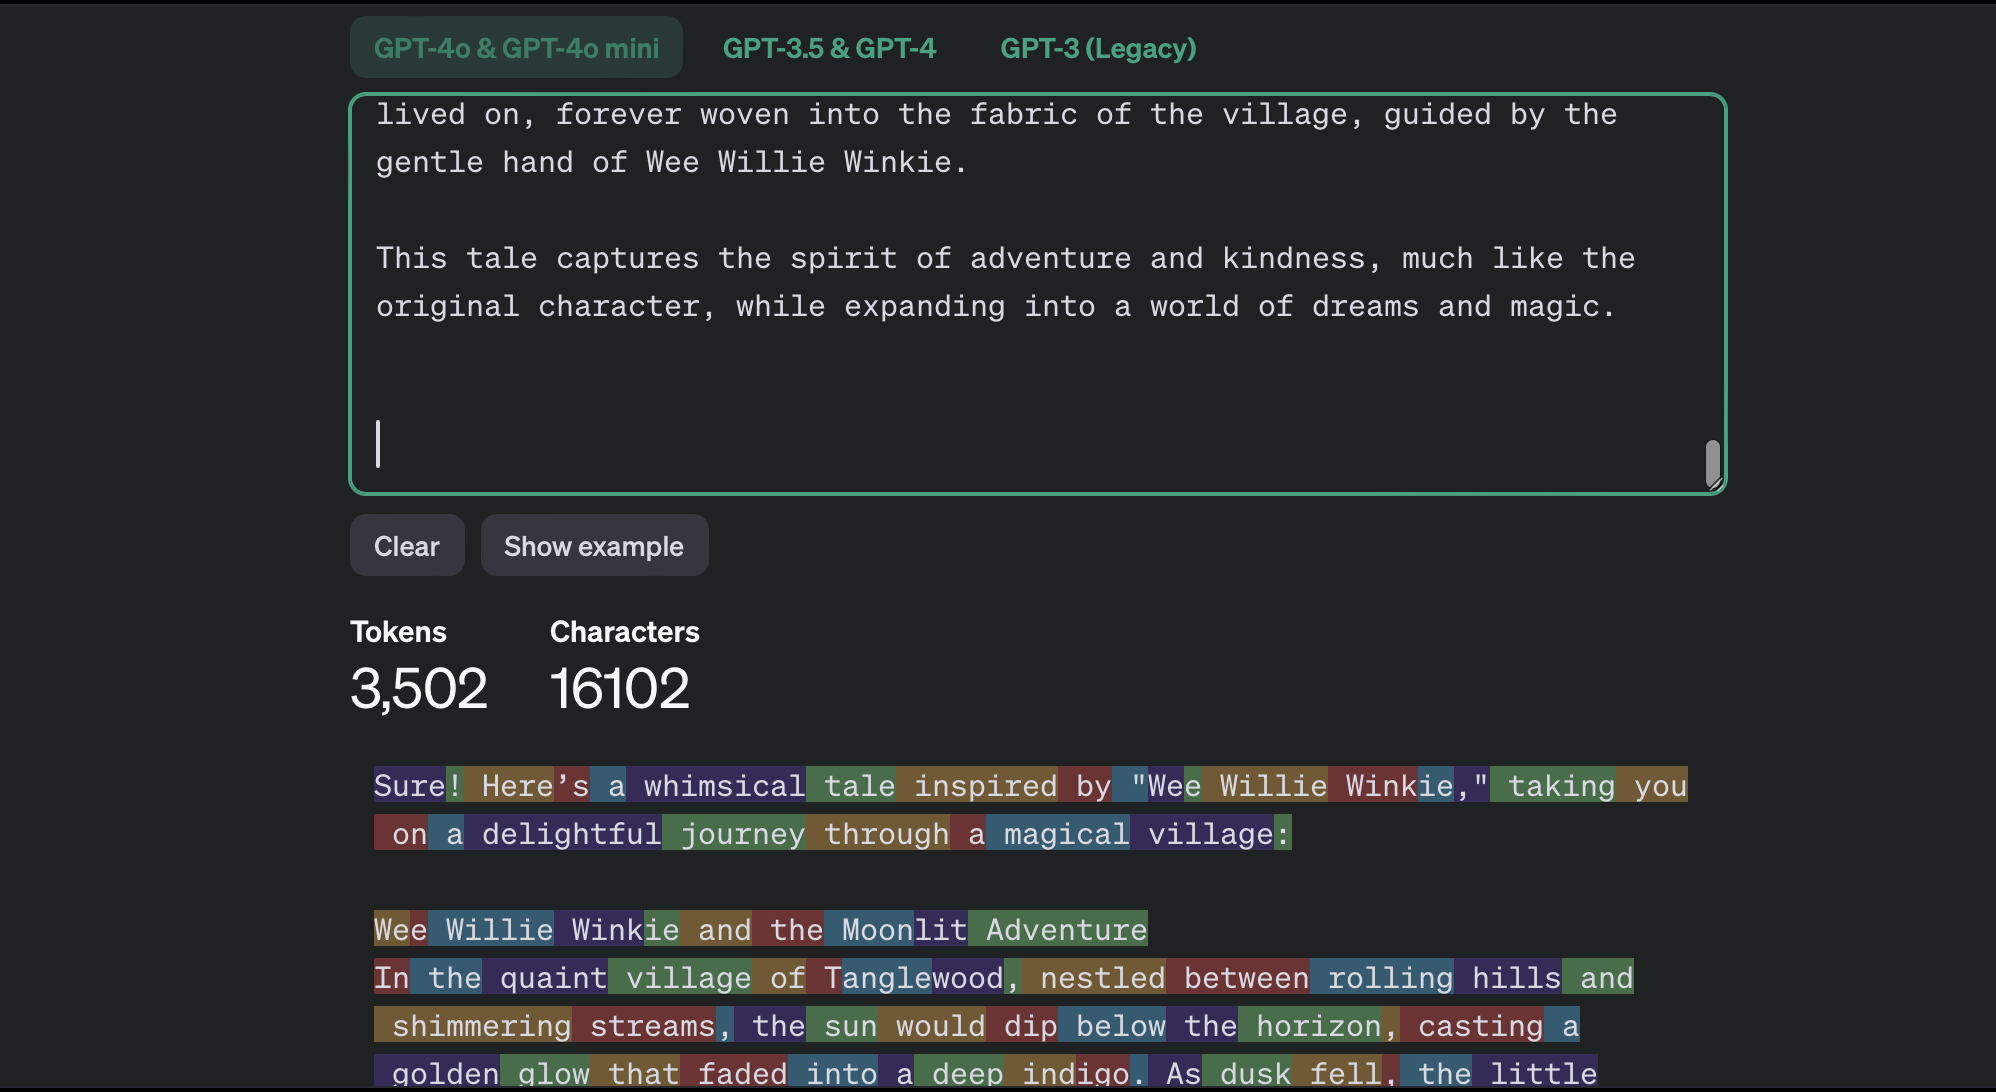 GPT-4o & GPT-4o mini GPT-3.5 & GPT-4 GPT-3 (Legacy)
lived on, forever woven into the fabric of the village, guided by the
gentle hand of Wee Willie Winkie.
This tale captures the spirit of adventure and kindness, much like the
original character, while expanding into a world of dreams and magic.
Clear Show example
Tokens Characters
3,502 16102
Sure! Here’s a whimsical tale inspired by "Wee Willie Winkie," taking you
on a delightful journey through a magical village:
Wee Willie Winkie and the Moonlit Adventure
In the quaint village of Tanglewood, nestled between rolling hills and
shimmering streams, the sun would dip below the horizon, casting a
golden glow that faded into a deep indigo. As dusk fell, the little